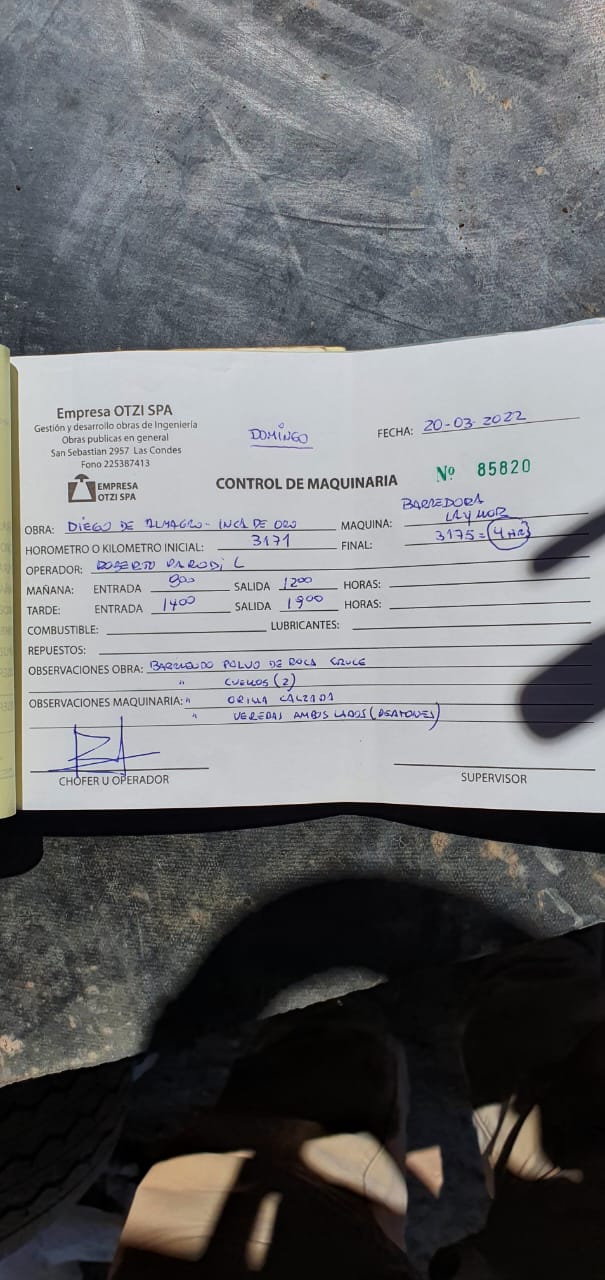 Empresa OTZI SPA
Gestión y desarrollo obras de Ingenieria
Obras publicas en general
San Sebastian 2957 Las Condes
Fono 225387413
EMPRESA
OTZI SPA
DOMINGO
FECHA: 20-03-2022
CONTROL DE MAQUINARIA
Nº 85820
OBRA: DIEGO DE ALMAGRO - INCA DE ORO
MAQUINA: BARREDORA
LAYMOR
HOROMETRO O KILOMETRO INICIAL: 3171
FINAL: 3175 = 4 HR
OPERADOR: ROBERTO PARODI L
MAÑANA: ENTRADA 900 SALIDA 1200 HORAS:
TARDE: ENTRADA 1400 SALIDA 1900 HORAS:
COMBUSTIBLE: LUBRICANTES:
REPUESTOS:
OBSERVACIONES OBRA: BARRIENDO POLVO DE ROCA CRUCE
" CUELLOS (2)
OBSERVACIONES MAQUINARIA: " ORILLA CALZADA
" VEREDAS AMBOS LADOS (PEATONES)
CHOFER U OPERADOR
SUPERVISOR